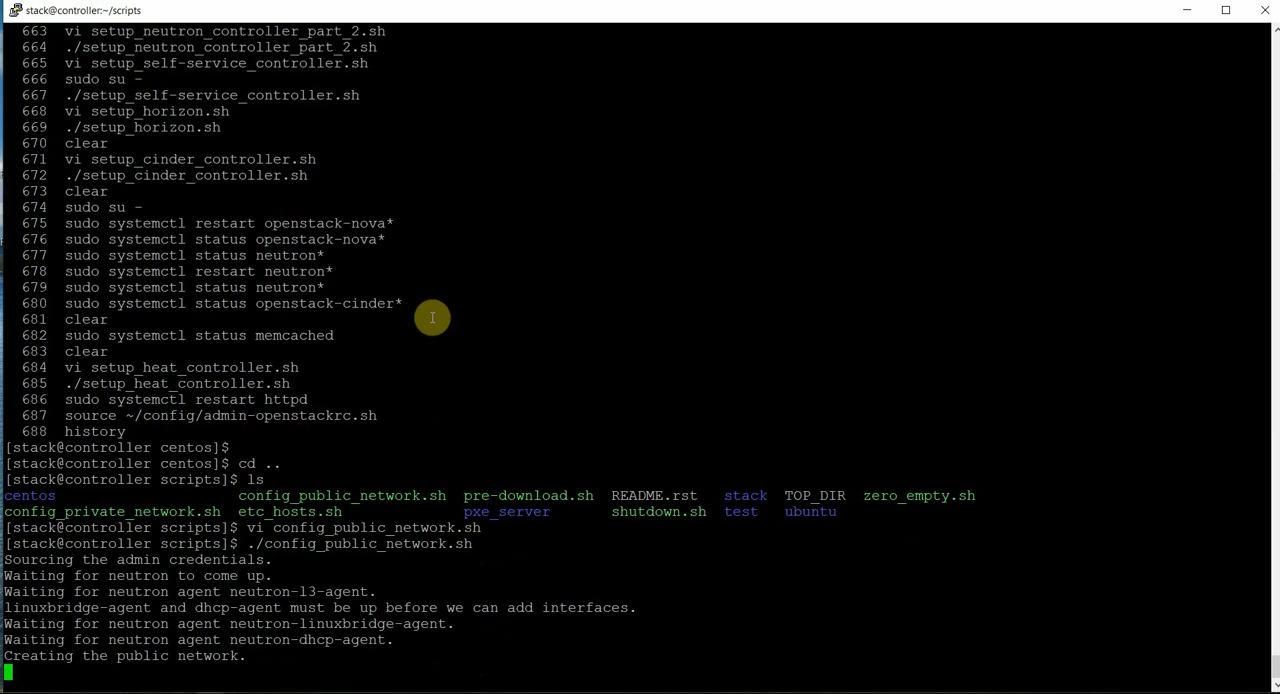 stack@controller:~/scripts
663  vi setup_neutron_controller_part_2.sh
664  ./setup_neutron_controller_part_2.sh
665  vi setup_self-service_controller.sh
666  sudo su -
667  ./setup_self-service_controller.sh
668  vi setup_horizon.sh
669  ./setup_horizon.sh
670  clear
671  vi setup_cinder_controller.sh
672  ./setup_cinder_controller.sh
673  clear
674  sudo su -
675  sudo systemctl restart openstack-nova*
676  sudo systemctl status openstack-nova*
677  sudo systemctl status neutron*
678  sudo systemctl restart neutron*
679  sudo systemctl status neutron*
680  sudo systemctl status openstack-cinder*
681  clear
682  sudo systemctl status memcached
683  clear
684  vi setup_heat_controller.sh
685  ./setup_heat_controller.sh
686  sudo systemctl restart httpd
687  source ~/config/admin-openstackrc.sh
688  history
[stack@controller centos]$
[stack@controller centos]$ cd ..
[stack@controller scripts]$ ls
centos config_public_network.sh pre-download.sh README.rst stack TOP_DIR zero_empty.sh
config_private_network.sh etc_hosts.sh pxe_server shutdown.sh test ubuntu
[stack@controller scripts]$ vi config_public_network.sh
[stack@controller scripts]$ ./config_public_network.sh
Sourcing the admin credentials.
Waiting for neutron to come up.
Waiting for neutron agent neutron-l3-agent.
linuxbridge-agent and dhcp-agent must be up before we can add interfaces.
Waiting for neutron agent neutron-linuxbridge-agent.
Waiting for neutron agent neutron-dhcp-agent.
Creating the public network.